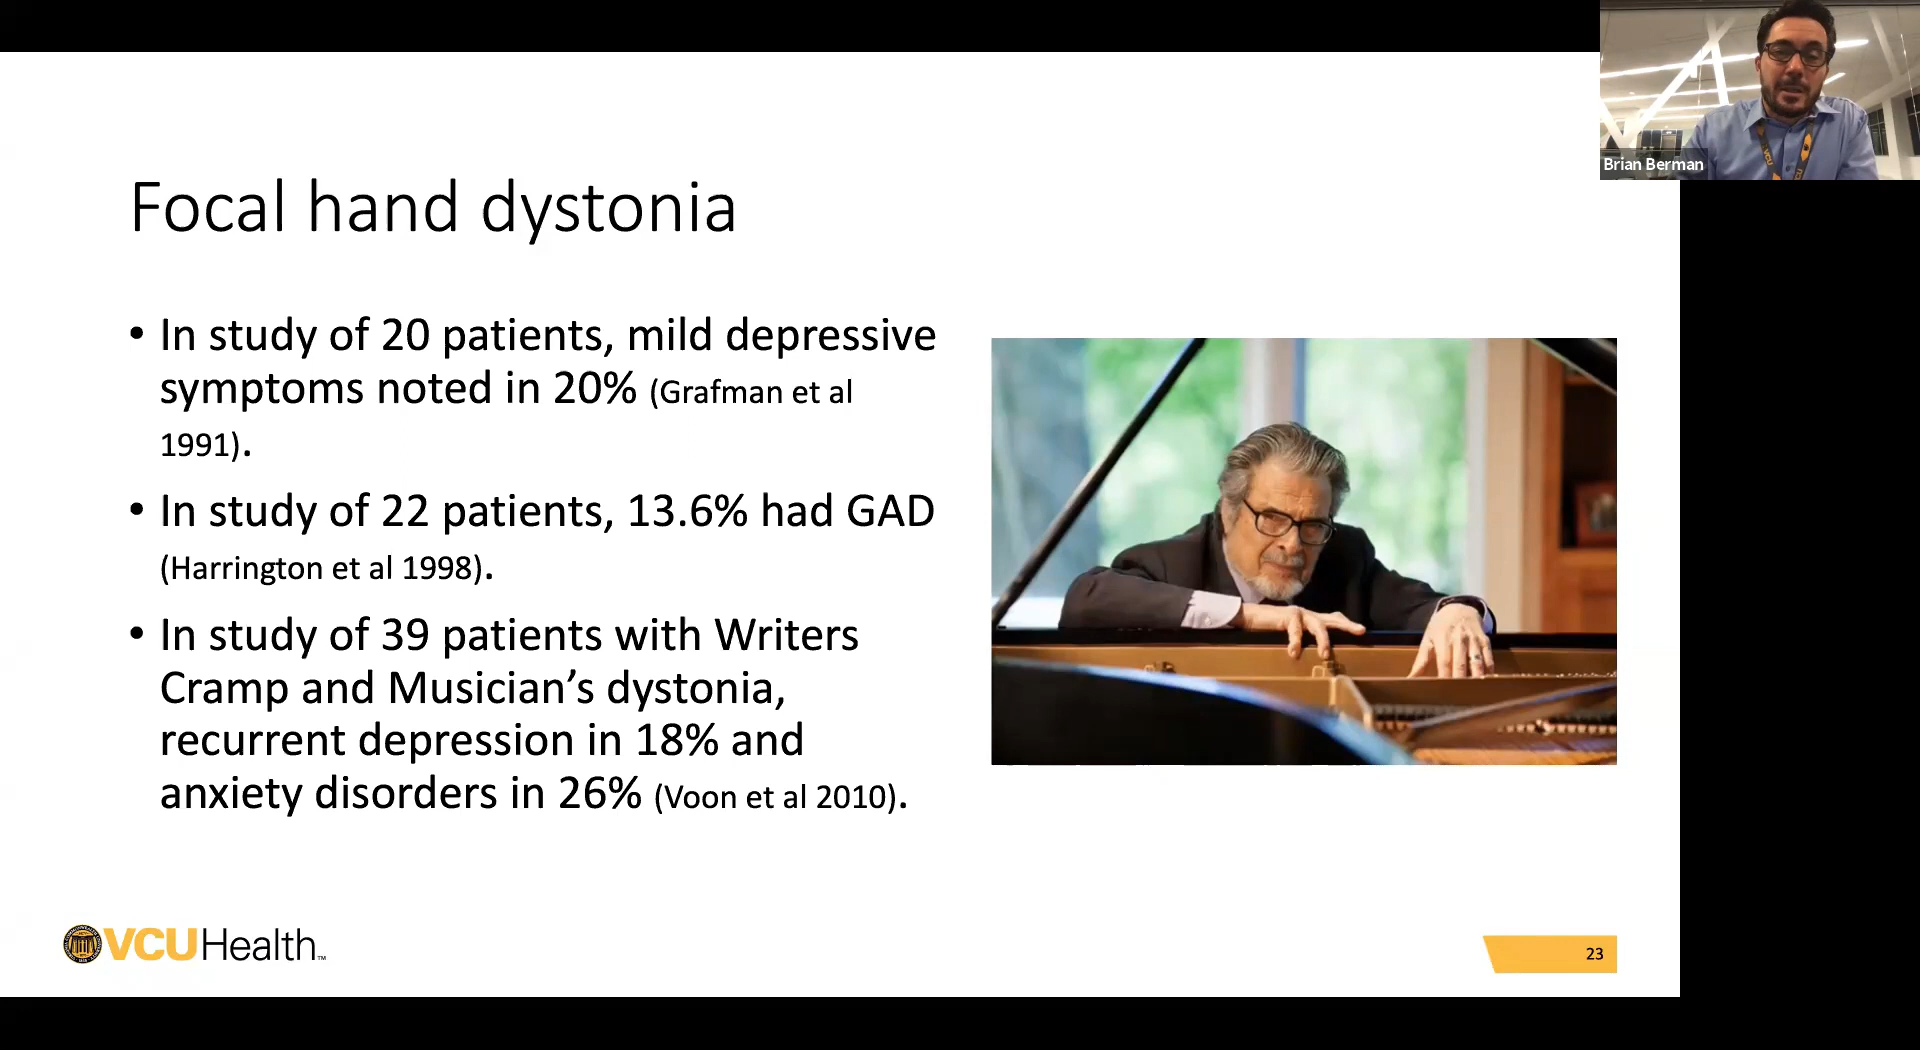 Brian Berman
VCU
VCU
Focal hand dystonia
• In study of 20 patients, mild depressive
symptoms noted in 20% (Grafman et al
1991).
• In study of 22 patients, 13.6% had GAD
(Harrington et al 1998).
• In study of 39 patients with Writers
Cramp and Musician’s dystonia,
recurrent depression in 18% and
anxiety disorders in 26% (Voon et al 2010).
VCUHealth™
23